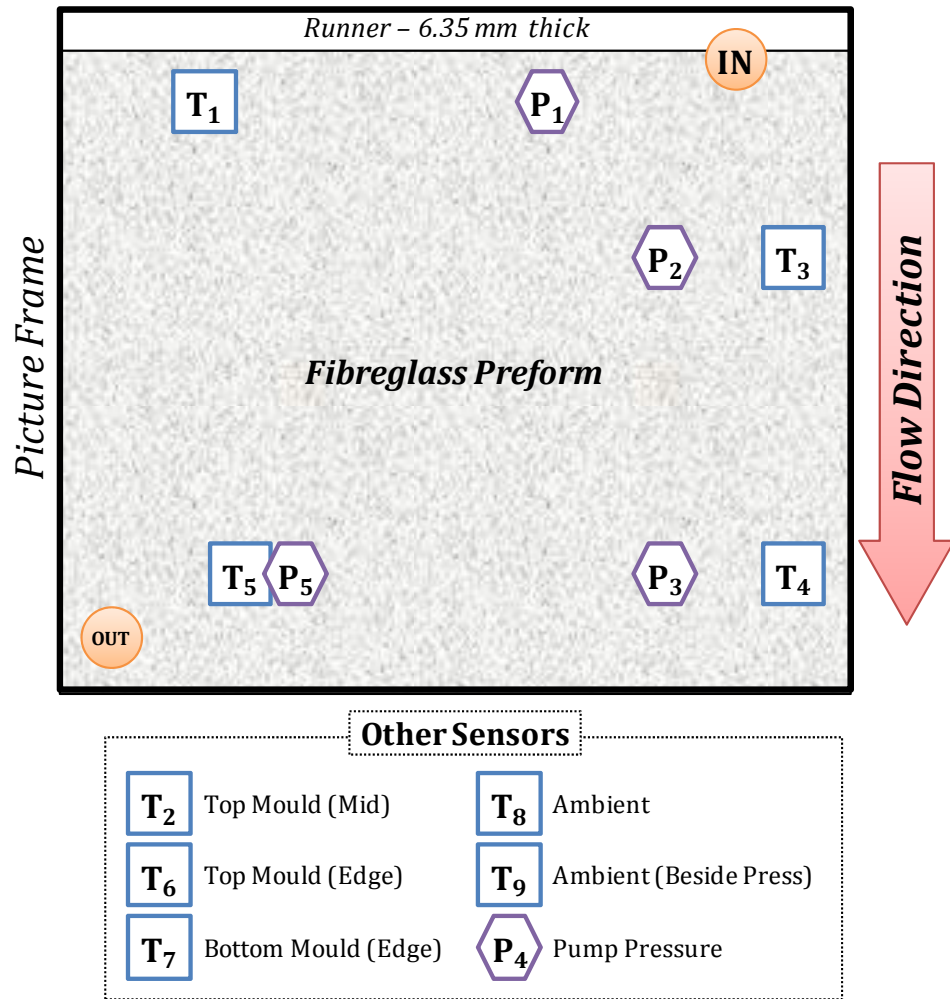 Runner – 6.35 mm thick
IN
T1
P1
P2
T3
Picture Frame
Fibreglass Preform
Flow Direction
T5
P5
P3
T4
OUT
Other Sensors
T2 Top Mould (Mid)
T8 Ambient
T6 Top Mould (Edge)
T9 Ambient (Beside Press)
T7 Bottom Mould (Edge)
P4 Pump Pressure